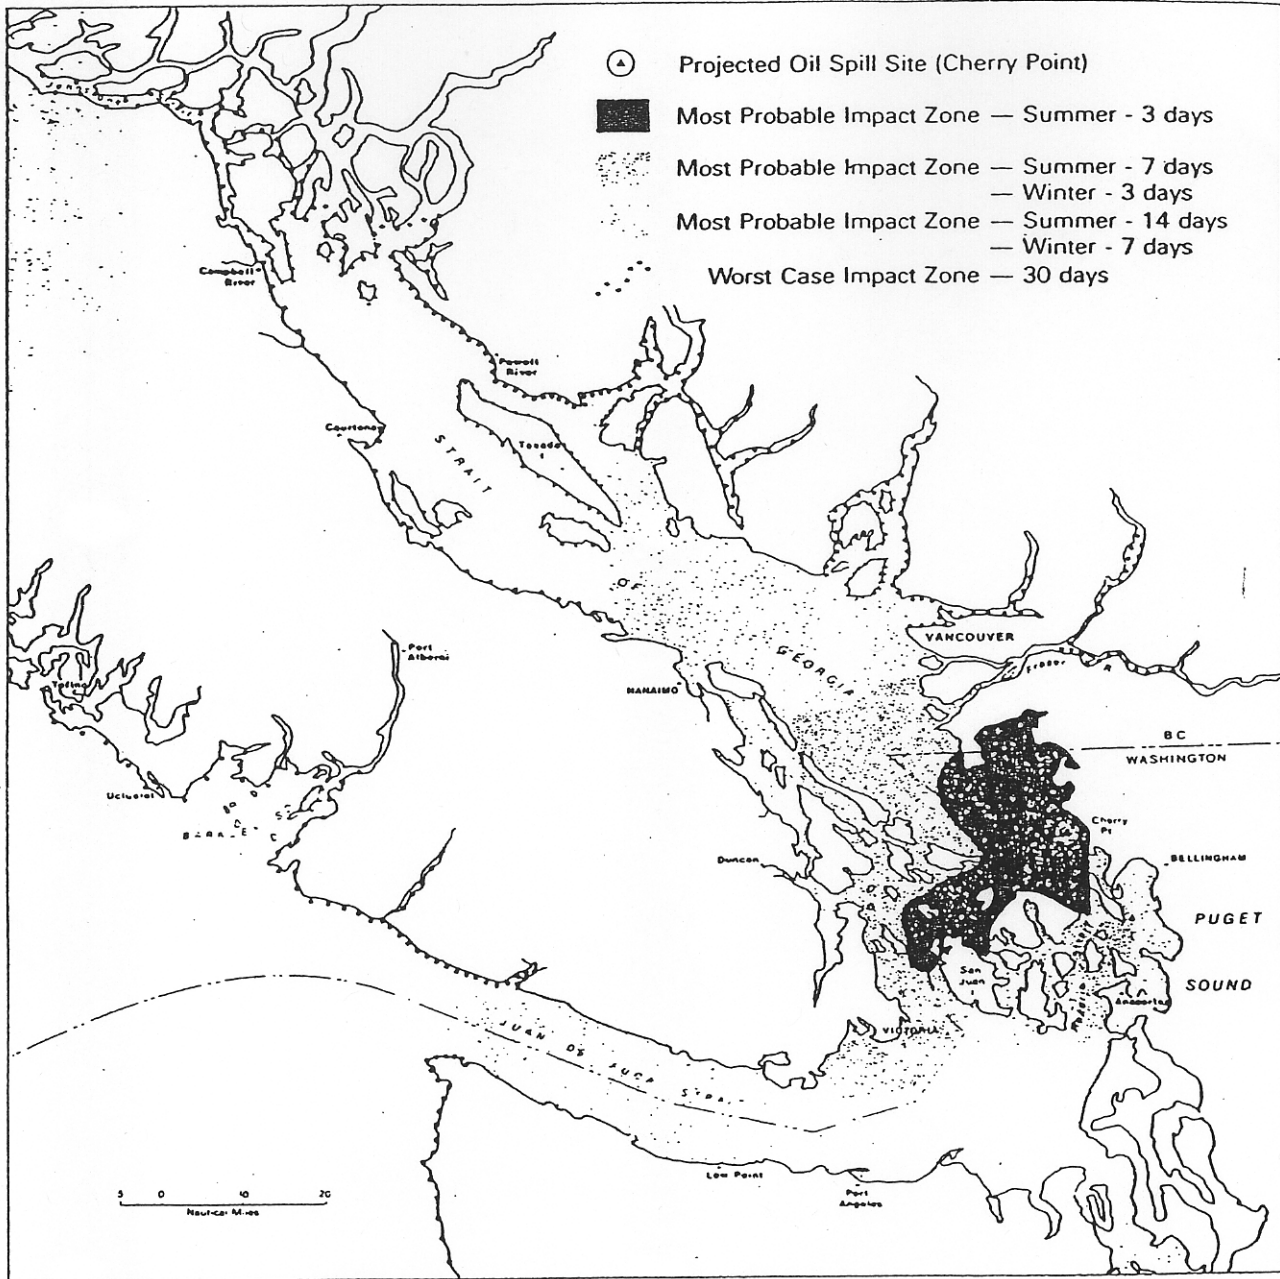 Projected Oil Spill Site (Cherry Point)
Most Probable Impact Zone — Summer - 3 days
Most Probable Impact Zone — Summer - 7 days
— Winter - 3 days
Most Probable Impact Zone — Summer - 14 days
— Winter - 7 days
Worst Case Impact Zone — 30 days
Campbell
River
Powell
River
Courtenay
Texada
I
STRAIT
OF
GEORGIA
VANCOUVER
Fraser R
Port
Alberni
Tofino
NANAIMO
Ucluelet
BC
WASHINGTON
Cherry
Pt
BELLINGHAM
Duncan
PUGET
SOUND
San
Juan
I
Anacortes
VICTORIA
JUAN DE FUCA STRAIT
Low Point
Port
Angeles
5 0 10 20
Nautical Miles